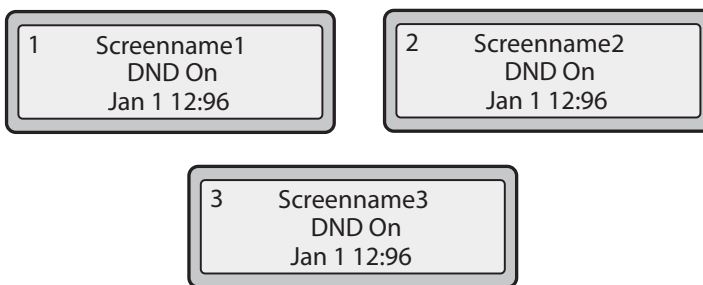 1 Screenname1
DND On
Jan 1 12:96
2 Screenname2
DND On
Jan 1 12:96
3 Screenname3
DND On
Jan 1 12:96